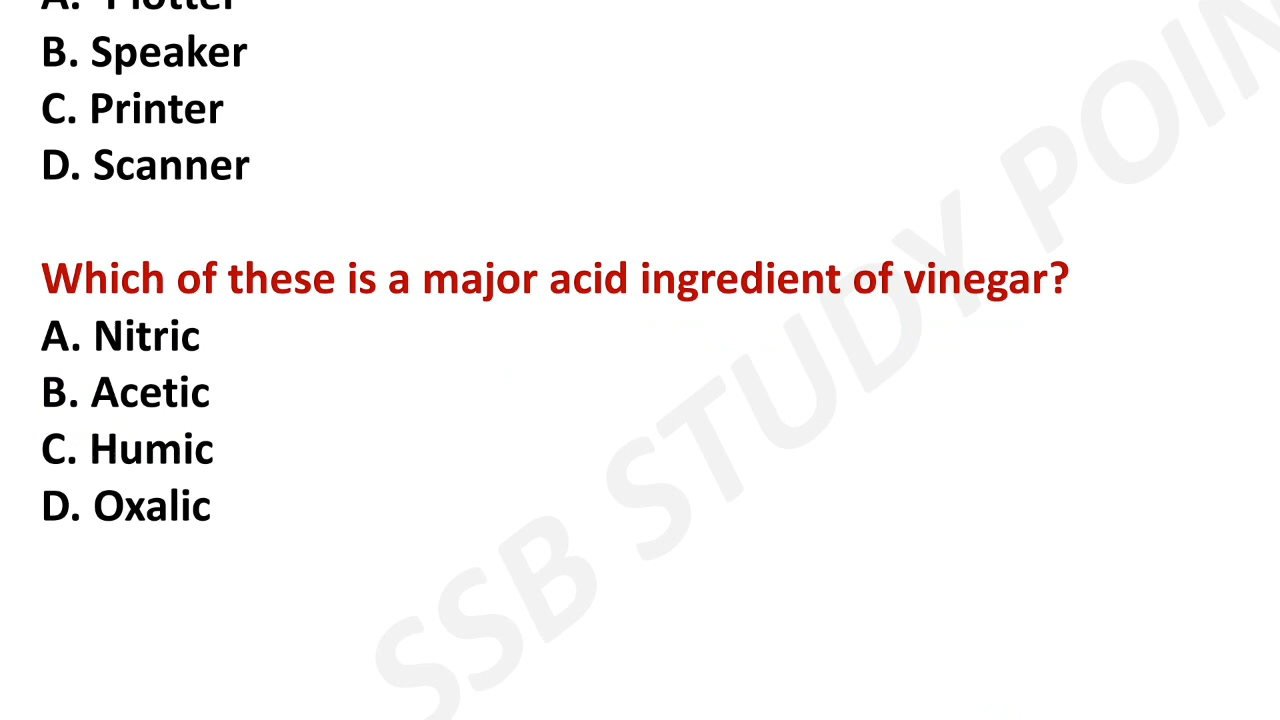 A. Plotter
B. Speaker
C. Printer
D. Scanner
Which of these is a major acid ingredient of vinegar?
A. Nitric
B. Acetic
C. Humic
D. Oxalic
SSB STUDY POIN